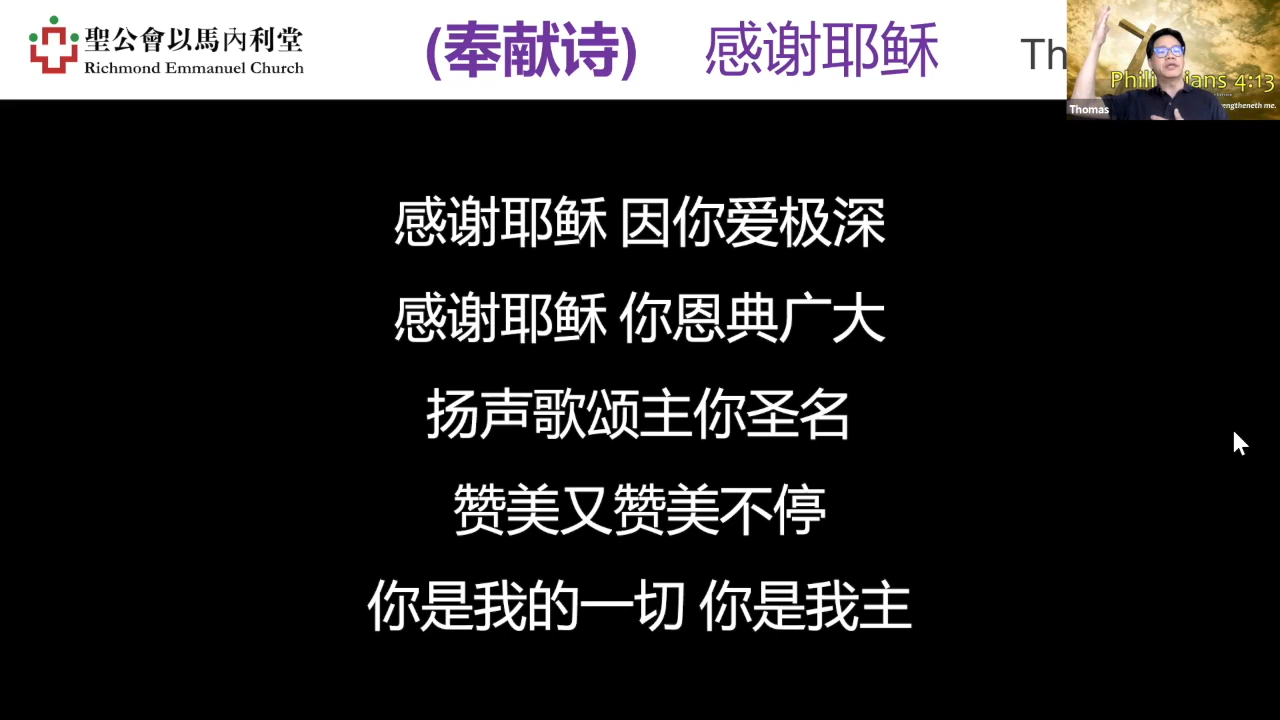 聖公會以馬內利堂
Richmond Emmanuel Church
(奉献诗) 感谢耶稣 Th
Philippians 4:13
engtheneth me.
Thomas
感谢耶稣 因你爱极深
感谢耶稣 你恩典广大
扬声歌颂主你圣名
赞美又赞美不停
你是我的一切 你是我主